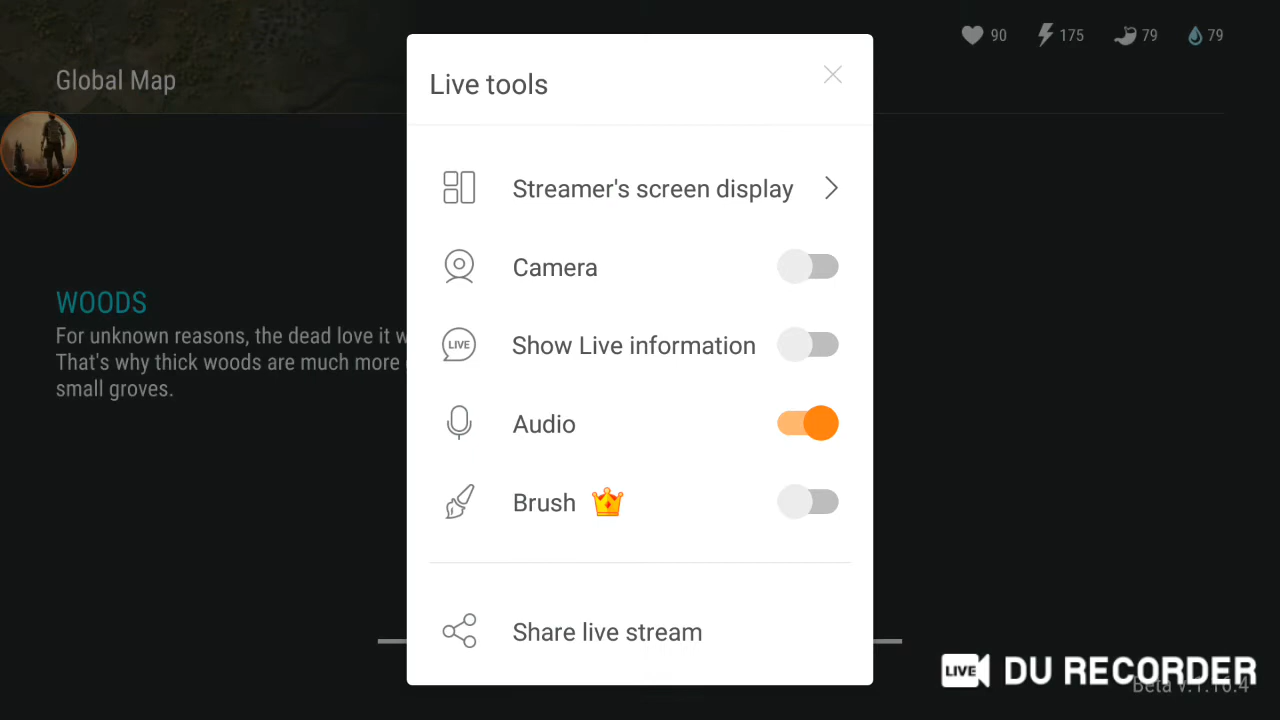 90
175
79
79
Global Map
Live tools
Streamer's screen display
Camera
WOODS
For unknown reasons, the dead love it w
That's why thick woods are much more
small groves.
LIVE
Show Live information
Audio
Brush
Share live stream
LIVE DU RECORDER
Beta v.1.16.4